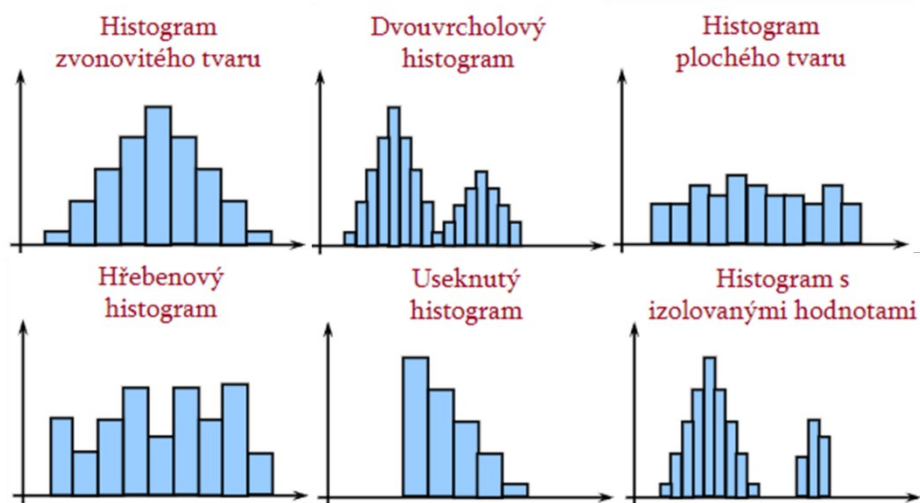 Histogram
zvonovitého tvaru
Dvouvrcholový
histogram
Histogram
plochého tvaru
Hřebenový
histogram
Useknutý
histogram
Histogram s
izolovanými hodnotami